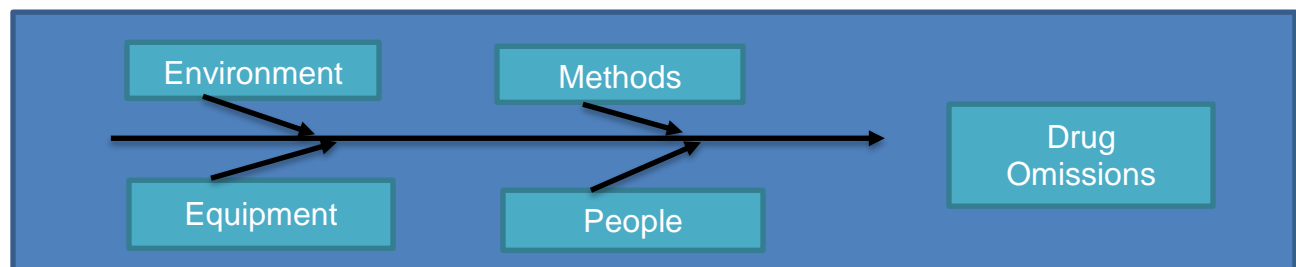 Environment
Methods
Drug
Omissions
Equipment
People